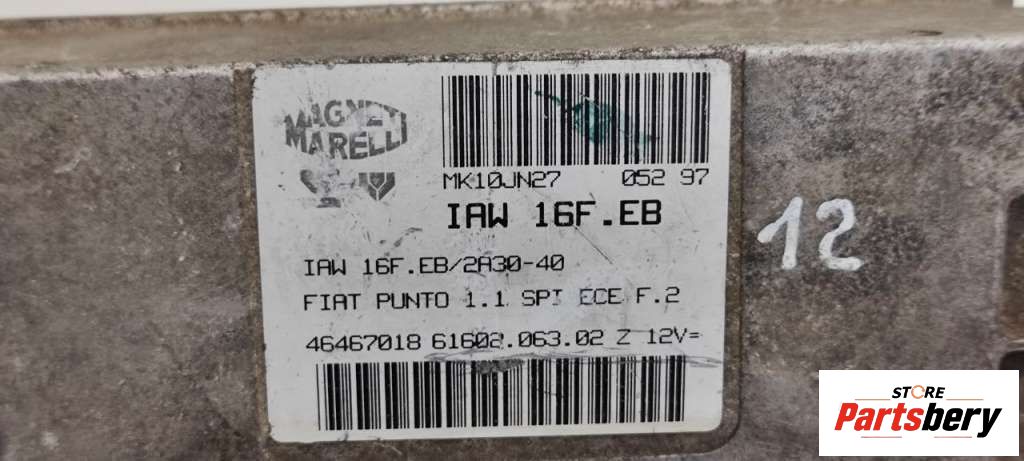 MAGNETI
MARELLI
MK10JN27 052 97
IAW 16F.EB
IAW 16F.EB/2A30-40
FIAT PUNTO 1.1 SPI ECE F.2
46467018 61602.063.02 Z 12V=
12
STORE
Partsbery